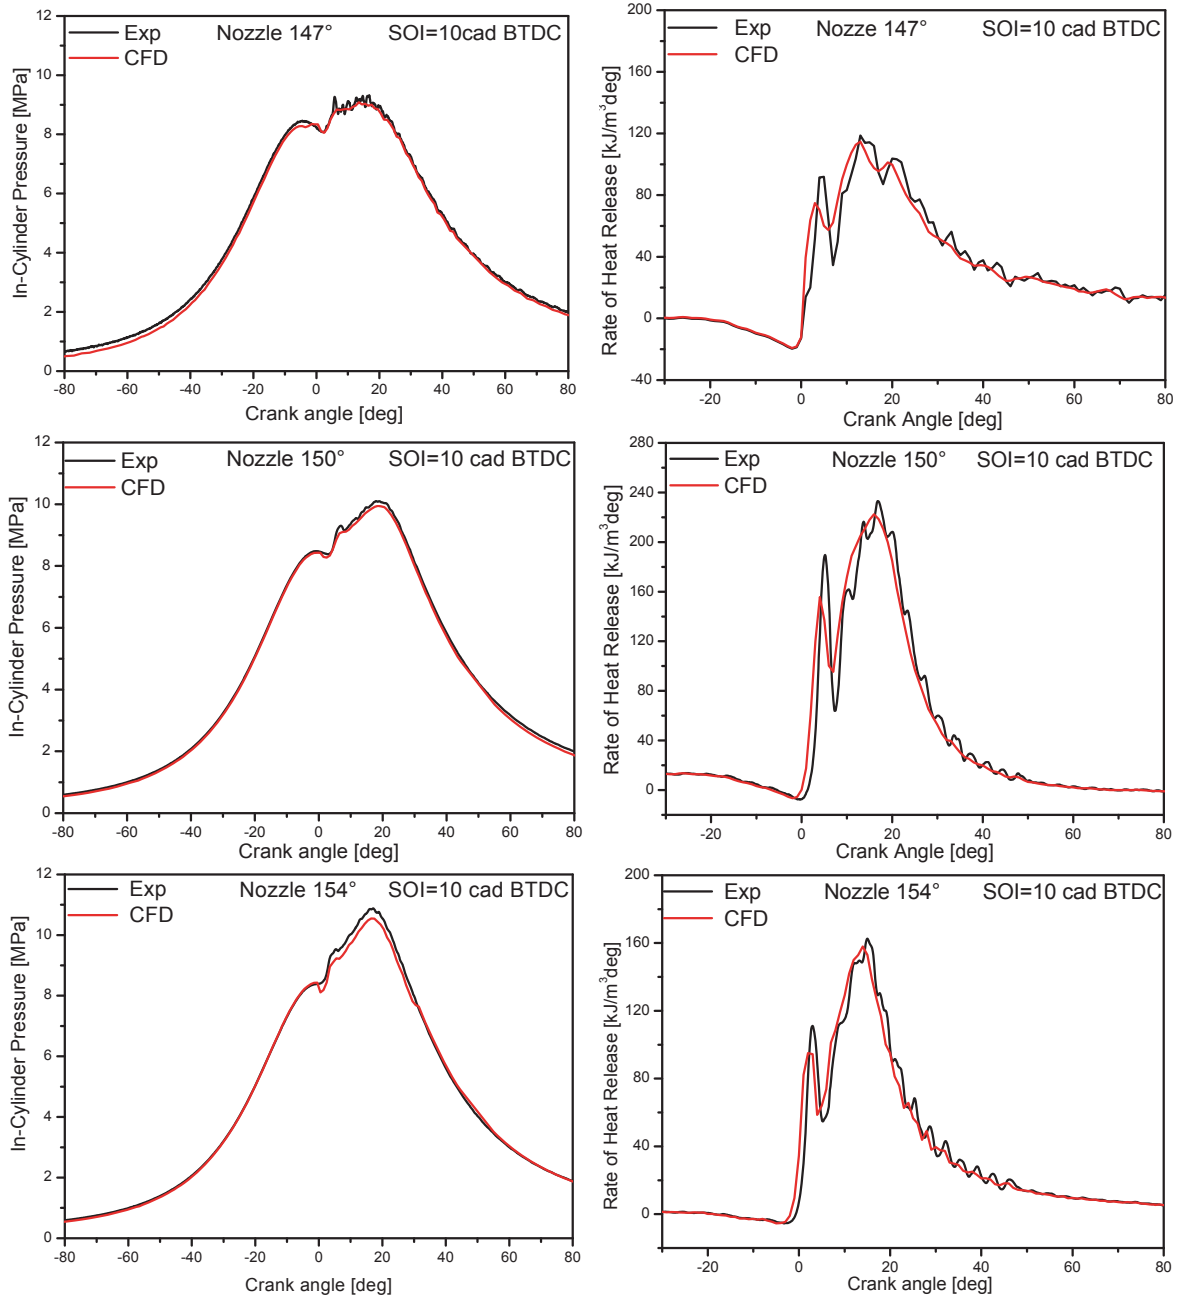 Exp
CFD
Nozzle 147°
SOI=10cad BTDC
In-Cylinder Pressure [MPa]
12
10
8
6
4
2
0
-80 -60 -40 -20 0 20 40 60 80
Crank angle [deg]
Exp
CFD
Nozze 147°
SOI=10 cad BTDC
Rate of Heat Release [kJ/m³deg]
200
160
120
80
40
0
-40
-20 0 20 40 60 80
Crank Angle [deg]
Exp
CFD
Nozzle 150°
SOI=10 cad BTDC
In-Cylinder Pressure [MPa]
12
10
8
6
4
2
0
-80 -60 -40 -20 0 20 40 60 80
Crank angle [deg]
Exp
CFD
Nozzle 150°
SOI=10 cad BTDC
Rate of Heat Release [kJ/m³deg]
280
240
200
160
120
80
40
0
-20 0 20 40 60 80
Crank Angle [deg]
Exp
CFD
Nozzle 154°
SOI=10 cad BTDC
In-Cylinder Pressure [MPa]
12
10
8
6
4
2
0
-80 -60 -40 -20 0 20 40 60 80
Crank angle [deg]
Exp
CFD
Nozzle 154°
SOI=10 cad BTDC
Rate of Heat Release [kJ/m³deg]
200
160
120
80
40
0
-20 0 20 40 60 80
Crank angle [deg]